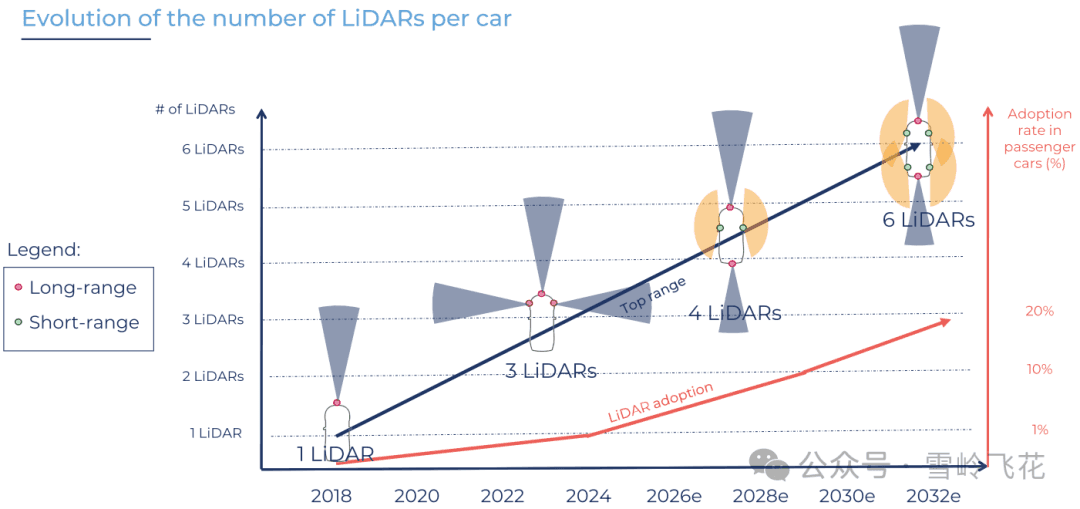 Evolution of the number of LiDARs per car
# of LiDARs
6 LiDARs
5 LiDARs
4 LiDARs
3 LiDARs
2 LiDARs
1 LiDAR
Legend:
Long-range
Short-range
1 LiDAR
3 LiDARs
4 LiDARs
6 LiDARs
Top range
LiDAR adoption
Adoption
rate in
passenger
cars (%)
20%
10%
1%
公众号 · 雪岭飞花
2018 2020 2022 2024 2026e 2028e 2030e 2032e